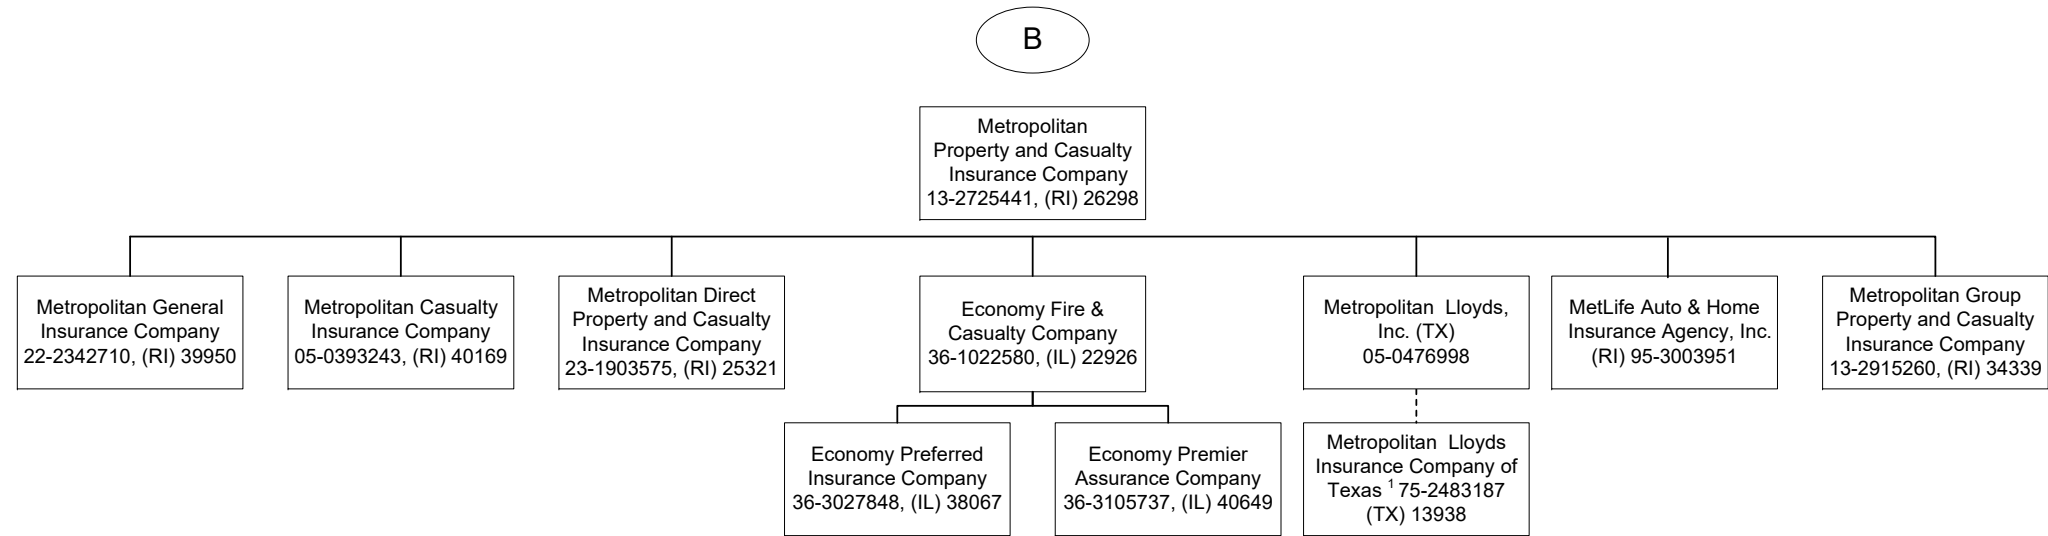 B
Metropolitan
Property and Casualty
Insurance Company
13-2725441, (RI) 26298
Metropolitan General
Insurance Company
22-2342710, (RI) 39950
Metropolitan Casualty
Insurance Company
05-0393243, (RI) 40169
Metropolitan Direct
Property and Casualty
Insurance Company
23-1903575, (RI) 25321
Economy Fire &
Casualty Company
36-1022580, (IL) 22926
Metropolitan Lloyds,
Inc. (TX)
05-0476998
MetLife Auto & Home
Insurance Agency, Inc.
(RI) 95-3003951
Metropolitan Group
Property and Casualty
Insurance Company
13-2915260, (RI) 34339
Economy Preferred
Insurance Company
36-3027848, (IL) 38067
Economy Premier
Assurance Company
36-3105737, (IL) 40649
Metropolitan Lloyds
Insurance Company of
Texas ¹ 75-2483187
(TX) 13938